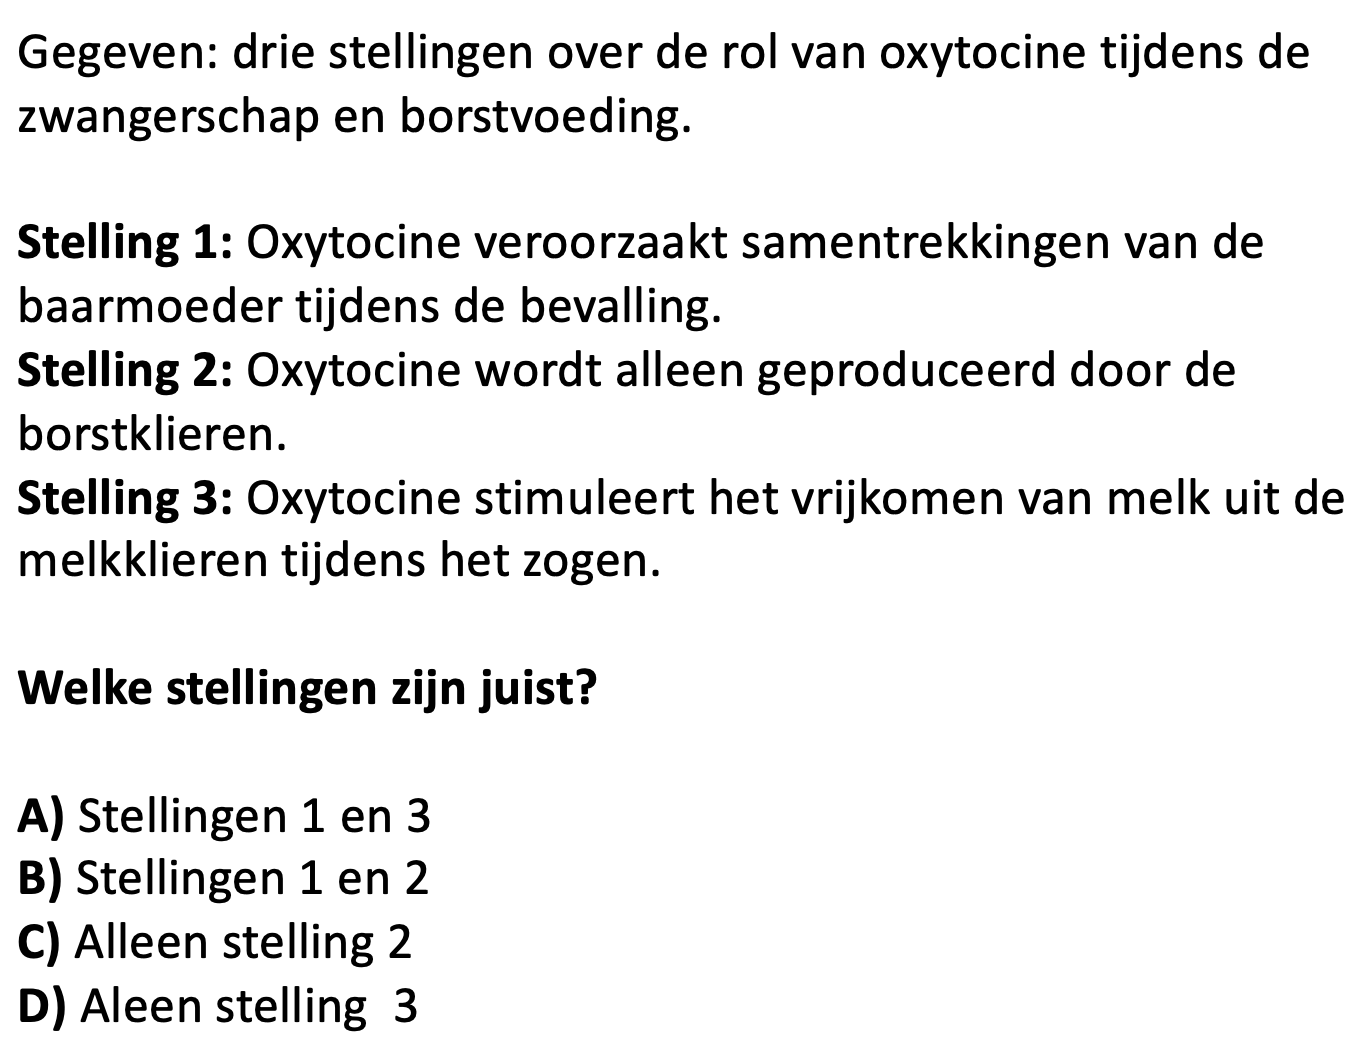 Gegeven: drie stellingen over de rol van oxytocine tijdens de
zwangerschap en borstvoeding.
Stelling 1: Oxytocine veroorzaakt samentrekkingen van de
baarmoeder tijdens de bevalling.
Stelling 2: Oxytocine wordt alleen geproduceerd door de
borstklieren.
Stelling 3: Oxytocine stimuleert het vrijkomen van melk uit de
melkklieren tijdens het zogen.
Welke stellingen zijn juist?
A) Stellingen 1 en 3
B) Stellingen 1 en 2
C) Alleen stelling 2
D) Aleen stelling  3